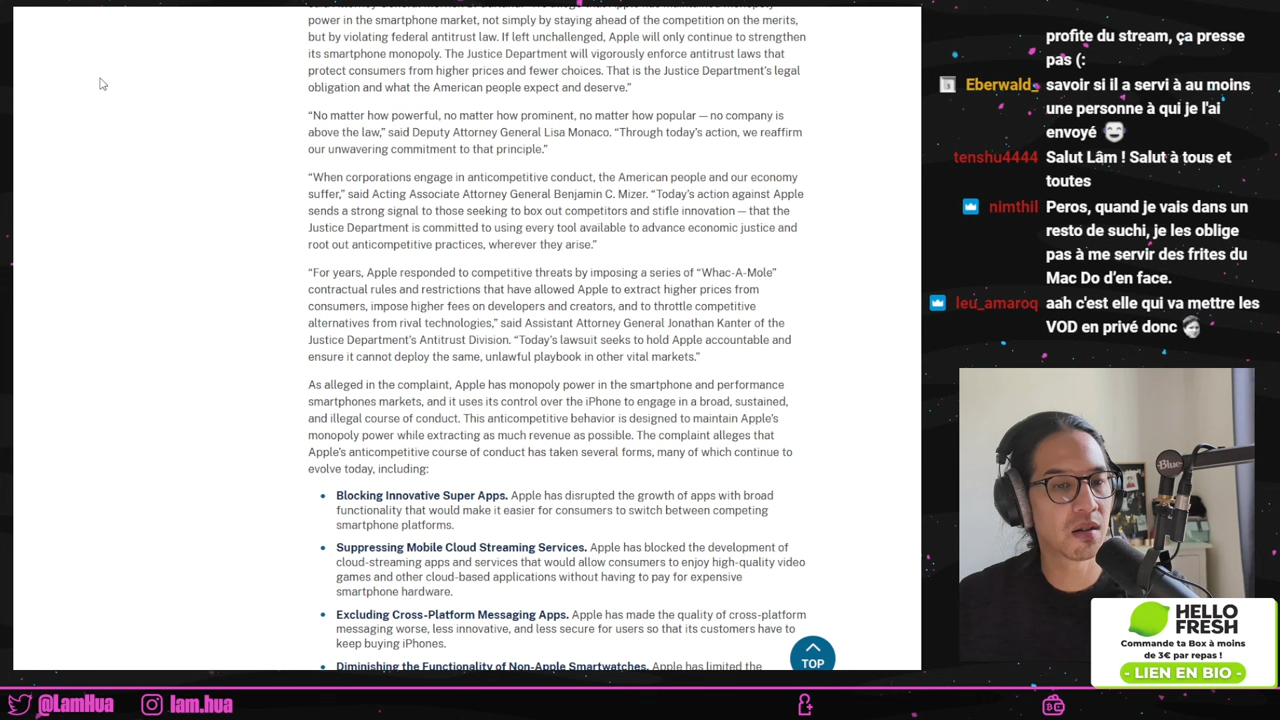 power in the smartphone market, not simply by staying ahead of the competition on the merits,
but by violating federal antitrust law. If left unchallenged, Apple will only continue to strengthen
its smartphone monopoly. The Justice Department will vigorously enforce antitrust laws that
protect consumers from higher prices and fewer choices. That is the Justice Department's legal
obligation and what the American people expect and deserve.”
“No matter how powerful, no matter how prominent, no matter how popular — no company is
above the law,” said Deputy Attorney General Lisa Monaco. “Through today's action, we reaffirm
our unwavering commitment to that principle.”
“When corporations engage in anticompetitive conduct, the American people and our economy
suffer,” said Acting Associate Attorney General Benjamin C. Mizer. “Today's action against Apple
sends a strong signal to those seeking to box out competitors and stifle innovation — that the
Justice Department is committed to using every tool available to advance economic justice and
root out anticompetitive practices, wherever they arise.”
“For years, Apple responded to competitive threats by imposing a series of “Whac-A-Mole”
contractual rules and restrictions that have allowed Apple to extract higher prices from
consumers, impose higher fees on developers and creators, and to throttle competitive
alternatives from rival technologies,” said Assistant Attorney General Jonathan Kanter of the
Justice Department's Antitrust Division. “Today's lawsuit seeks to hold Apple accountable and
ensure it cannot deploy the same, unlawful playbook in other vital markets.”
As alleged in the complaint, Apple has monopoly power in the smartphone and performance
smartphones markets, and it uses its control over the iPhone to engage in a broad, sustained,
and illegal course of conduct. This anticompetitive behavior is designed to maintain Apple's
monopoly power while extracting as much revenue as possible. The complaint alleges that
Apple's anticompetitive course of conduct has taken several forms, many of which continue to
evolve today, including:
• Blocking Innovative Super Apps. Apple has disrupted the growth of apps with broad
functionality that would make it easier for consumers to switch between competing
smartphone platforms.
• Suppressing Mobile Cloud Streaming Services. Apple has blocked the development of
cloud-streaming apps and services that would allow consumers to enjoy high-quality video
games and other cloud-based applications without having to pay for expensive
smartphone hardware.
• Excluding Cross-Platform Messaging Apps. Apple has made the quality of cross-platform
messaging worse, less innovative, and less secure for users so that its customers have to
keep buying iPhones.
• Diminishing the Functionality of Non-Apple Smartwatches. Apple has limited the
TOP
profite du stream, ça presse
pas (:
Eberwald_ savoir si il a servi à au moins
une personne à qui je l'ai
envoyé
tenshu4444 Salut Lâm ! Salut à tous et
toutes
nimthil Peros, quand je vais dans un
resto de suchi, je les oblige
pas à me servir des frites du
Mac Do d'en face.
leu_amaroq aah c'est elle qui va mettre les
VOD en privé donc
Blue
HELLO
FRESH
Commande ta Box à moins
de 3€ par repas !
- LIEN EN BIO -
@LamHua
lam.hua